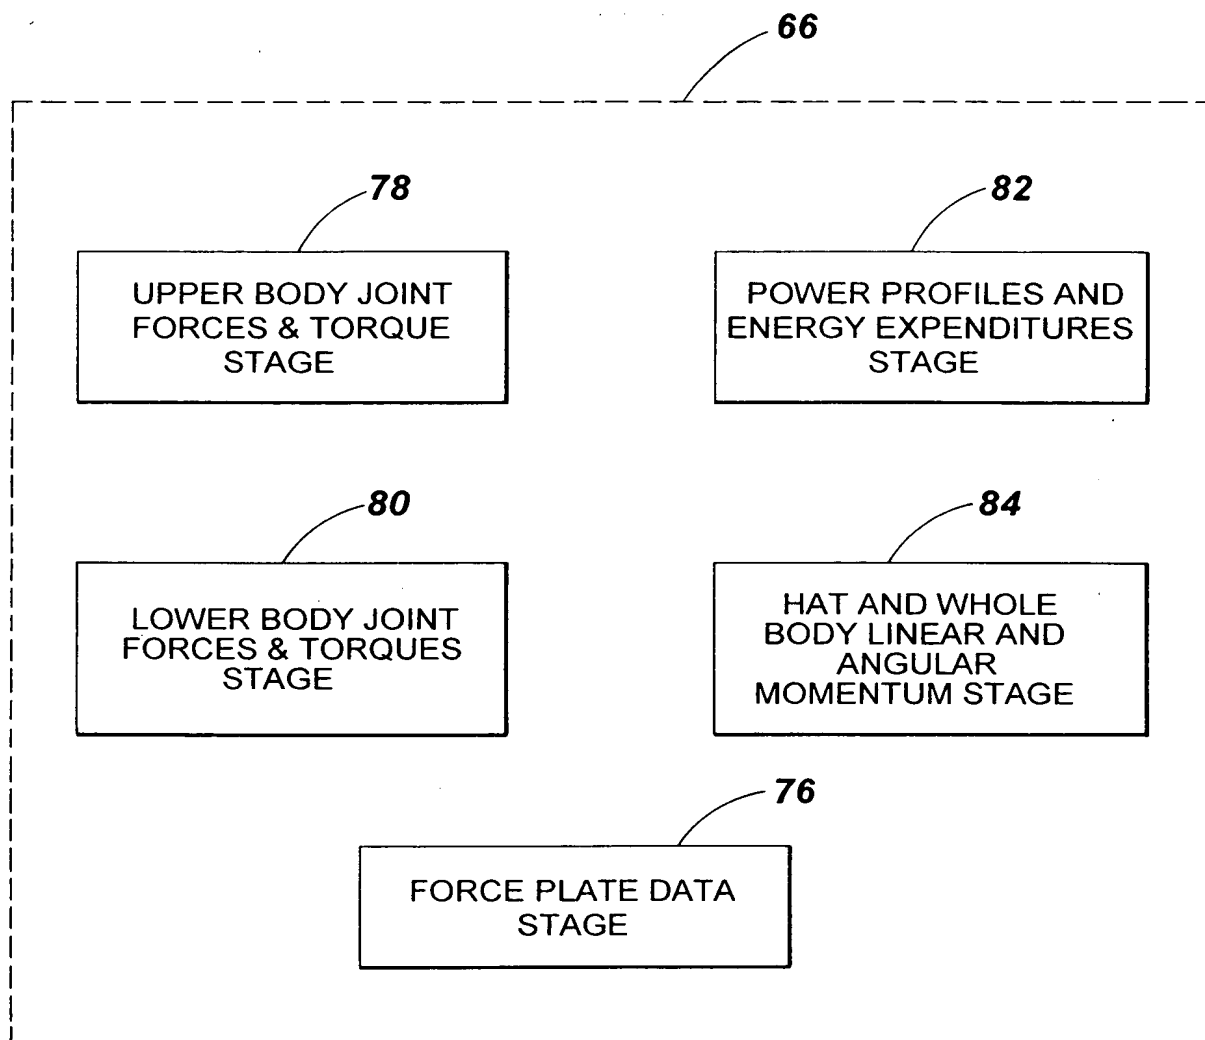 66
78
UPPER BODY JOINT
FORCES & TORQUE
STAGE
82
POWER PROFILES AND
ENERGY EXPENDITURES
STAGE
80
LOWER BODY JOINT
FORCES & TORQUES
STAGE
84
HAT AND WHOLE
BODY LINEAR AND
ANGULAR
MOMENTUM STAGE
76
FORCE PLATE DATA
STAGE